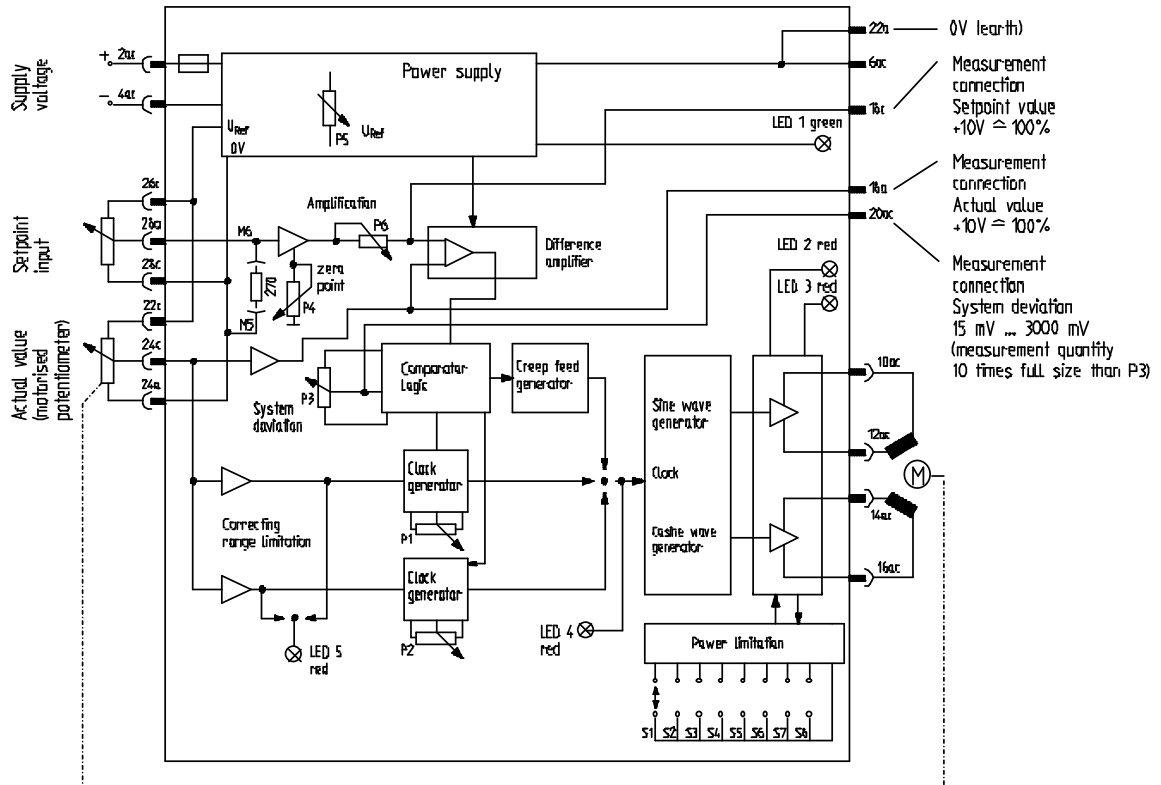 Supply
voltage
+ 2ac
- 4ac
Power supply
P5
URef
URef
0V
22a
0V (earth)
6ac
16c
Measurement
connection
Setpoint value
+10V ≙ 100%
LED 1 green
18a
20ac
Measurement
connection
Actual value
+10V ≙ 100%
Measurement
connection
System deviation
15 mV ... 3000 mV
(measurement quantity
10 times full size than P3)
Setpoint
input
26c
28a
28c
Actual value
(motorised
potentiometer)
22c
24c
24a
M6
270
M5
Amplification
P6
zero
point
P4
Difference
amplifier
LED 2 red
LED 3 red
P3
System
daviation
Comparator-
Logic
Creep feed
generator
Clock
generator
P1
Correcting
range limitation
Clock
generator
P2
LED 5
red
LED 4
red
Sine wave
generator
Clock
Cosine wave
generator
10ac
12ac
M
14ac
16ac
Power limitation
S1 S2 S3 S4 S5 S6 S7 S8